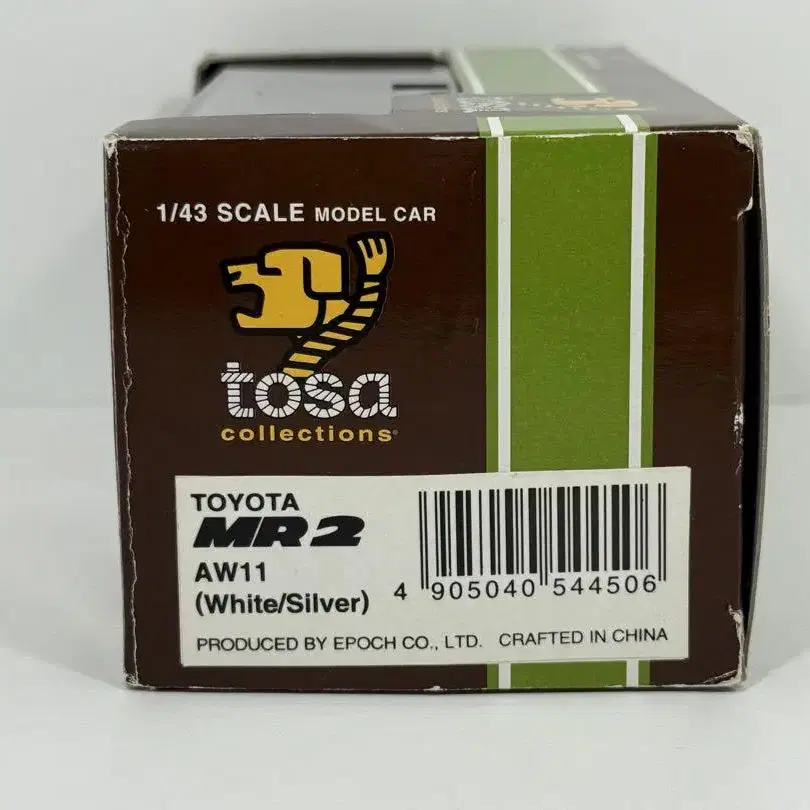 1/43 SCALE MODEL CAR
tosa
collections
TOYOTA
MR2
AW11
(White/Silver)
4 905040 544506
PRODUCED BY EPOCH CO., LTD. CRAFTED IN CHINA